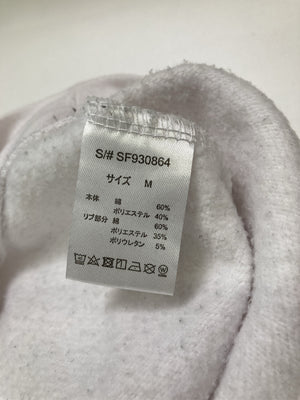 S/# SF930864
サイズ M
本体 綿 60%
ポリエステル 40%
リブ部分 綿 60%
ポリエステル 35%
ポリウレタン 5%